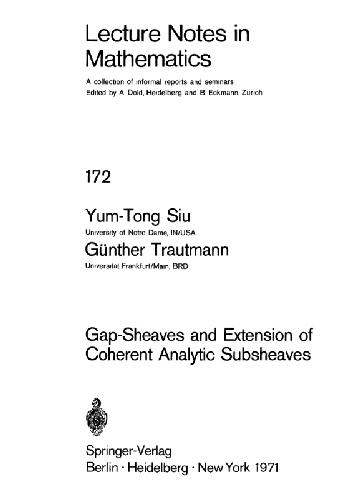 Lecture Notes in
Mathematics
A collection of informal reports and seminars
Edited by A. Dold, Heidelberg and B. Eckmann, Zürich
172
Yum-Tong Siu
University of Notre Dame, IN/USA
Günther Trautmann
Universität Frankfurt/Main, BRD
Gap-Sheaves and Extension of
Coherent Analytic Subsheaves
Springer-Verlag
Berlin · Heidelberg · New York 1971